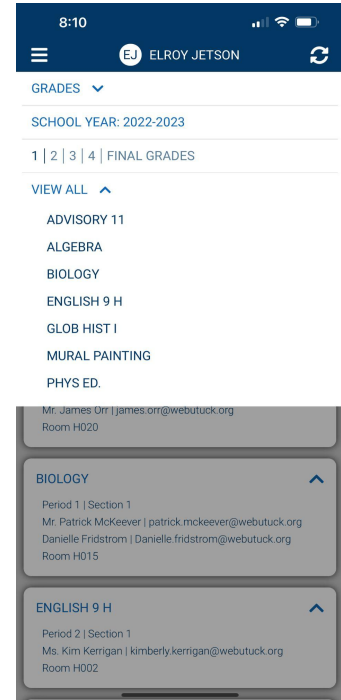 8:10
EJ ELROY JETSON
GRADES
SCHOOL YEAR: 2022-2023
1 | 2 | 3 | 4 | FINAL GRADES
VIEW ALL
ADVISORY 11
ALGEBRA
BIOLOGY
ENGLISH 9 H
GLOB HIST I
MURAL PAINTING
PHYS ED.
Mr. James Orr | james.orr@webutuck.org
Room H020
BIOLOGY
Period 1 | Section 1
Mr. Patrick McKeever | patrick.mckeever@webutuck.org
Danielle Fridstrom | Danielle.fridstrom@webutuck.org
Room H015
ENGLISH 9 H
Period 2 | Section 1
Ms. Kim Kerrigan | kimberly.kerrigan@webutuck.org
Room H002